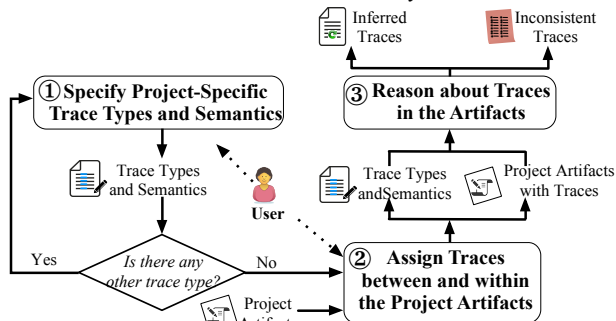 Inferred
Traces
Inconsistent
Traces
① Specify Project-Specific
Trace Types and Semantics
③ Reason about Traces
in the Artifacts
Trace Types
and Semantics
Trace Types
andSemantics
Project Artifacts
with Traces
User
Yes
Is there any
other trace type?
No
② Assign Traces
between and within
the Project Artifacts
Project